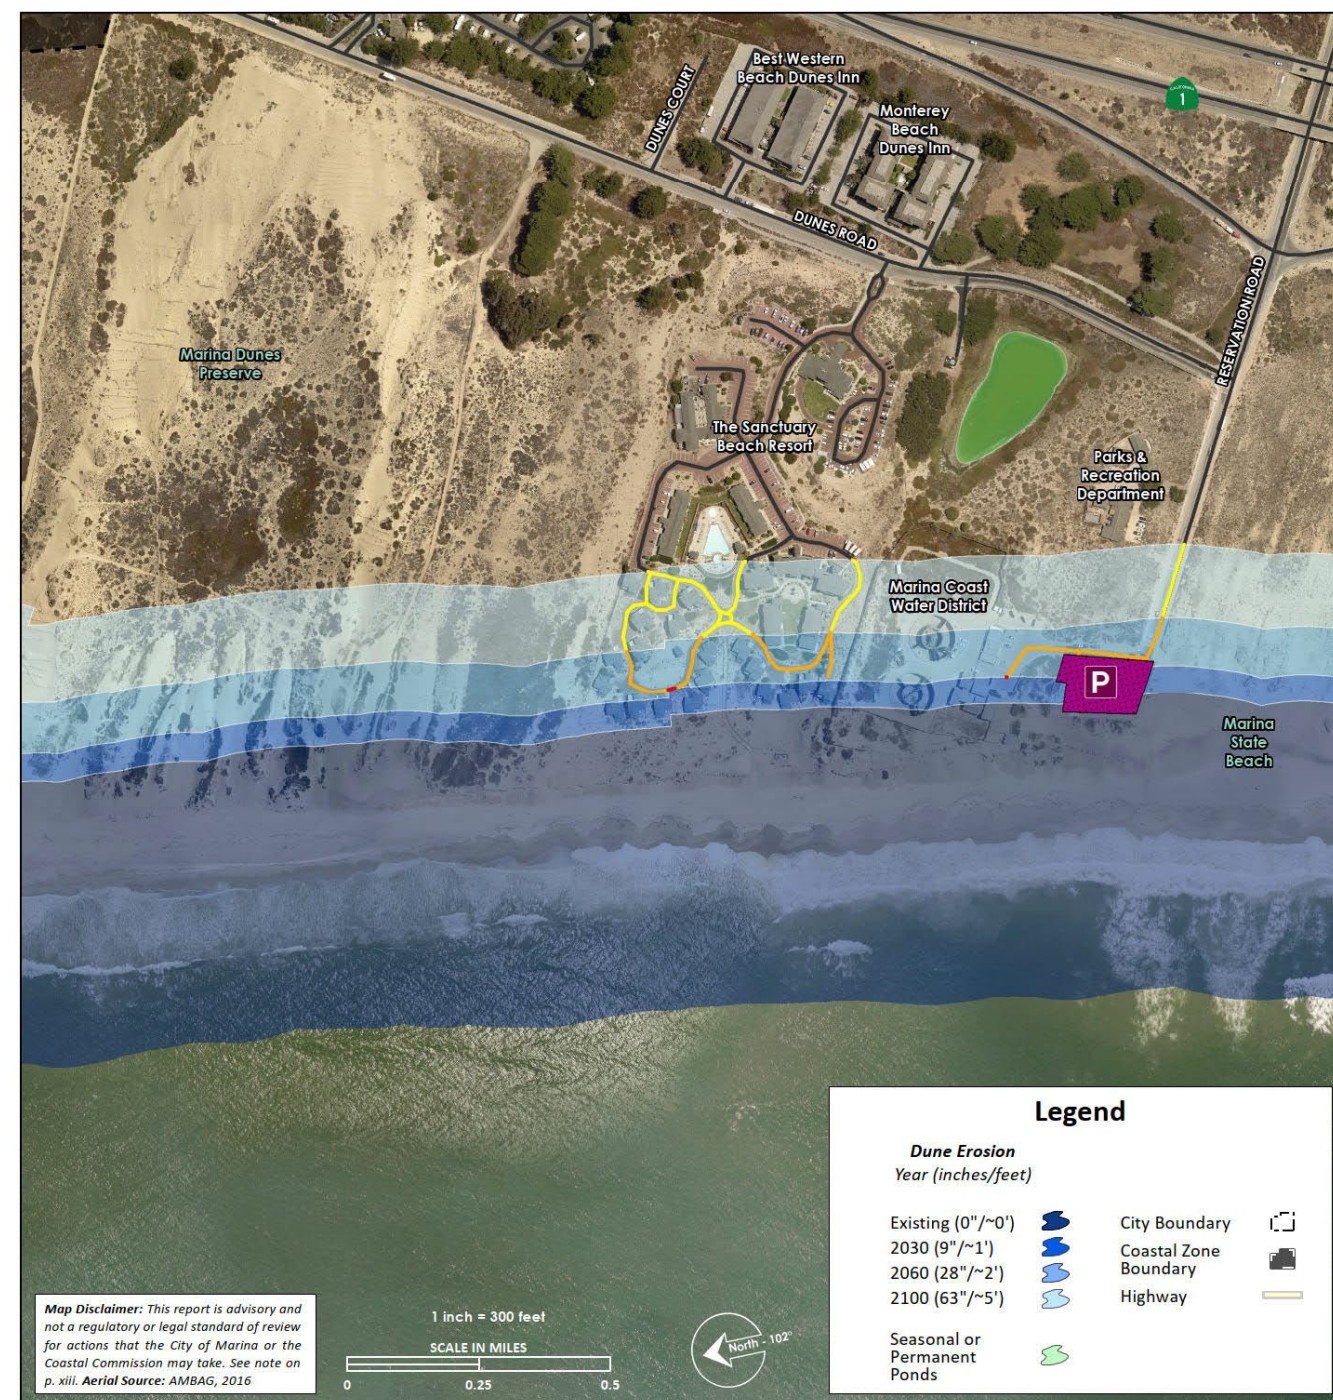 Best Western
Beach Dunes Inn
DUNES COURT
CALIFORNIA
1
Monterey
Beach
Dunes Inn
DUNES ROAD
RESERVATION ROAD
Marina Dunes
Preserve
The Sanctuary
Beach Resort
Parks &
Recreation
Department
Marina Coast
Water District
P
Marina
State
Beach
Legend
Dune Erosion
Year (inches/feet)
Existing (0"/~0')
2030 (9"/~1')
2060 (28"/~2')
2100 (63"/~5')
Seasonal or
Permanent
Ponds
City Boundary
Coastal Zone
Boundary
Highway
Map Disclaimer: This report is advisory and
not a regulatory or legal standard of review
for actions that the City of Marina or the
Coastal Commission may take. See note on
p. xiii. Aerial Source: AMBAG, 2016
1 inch = 300 feet
SCALE IN MILES
0 0.25 0.5
North - 102°